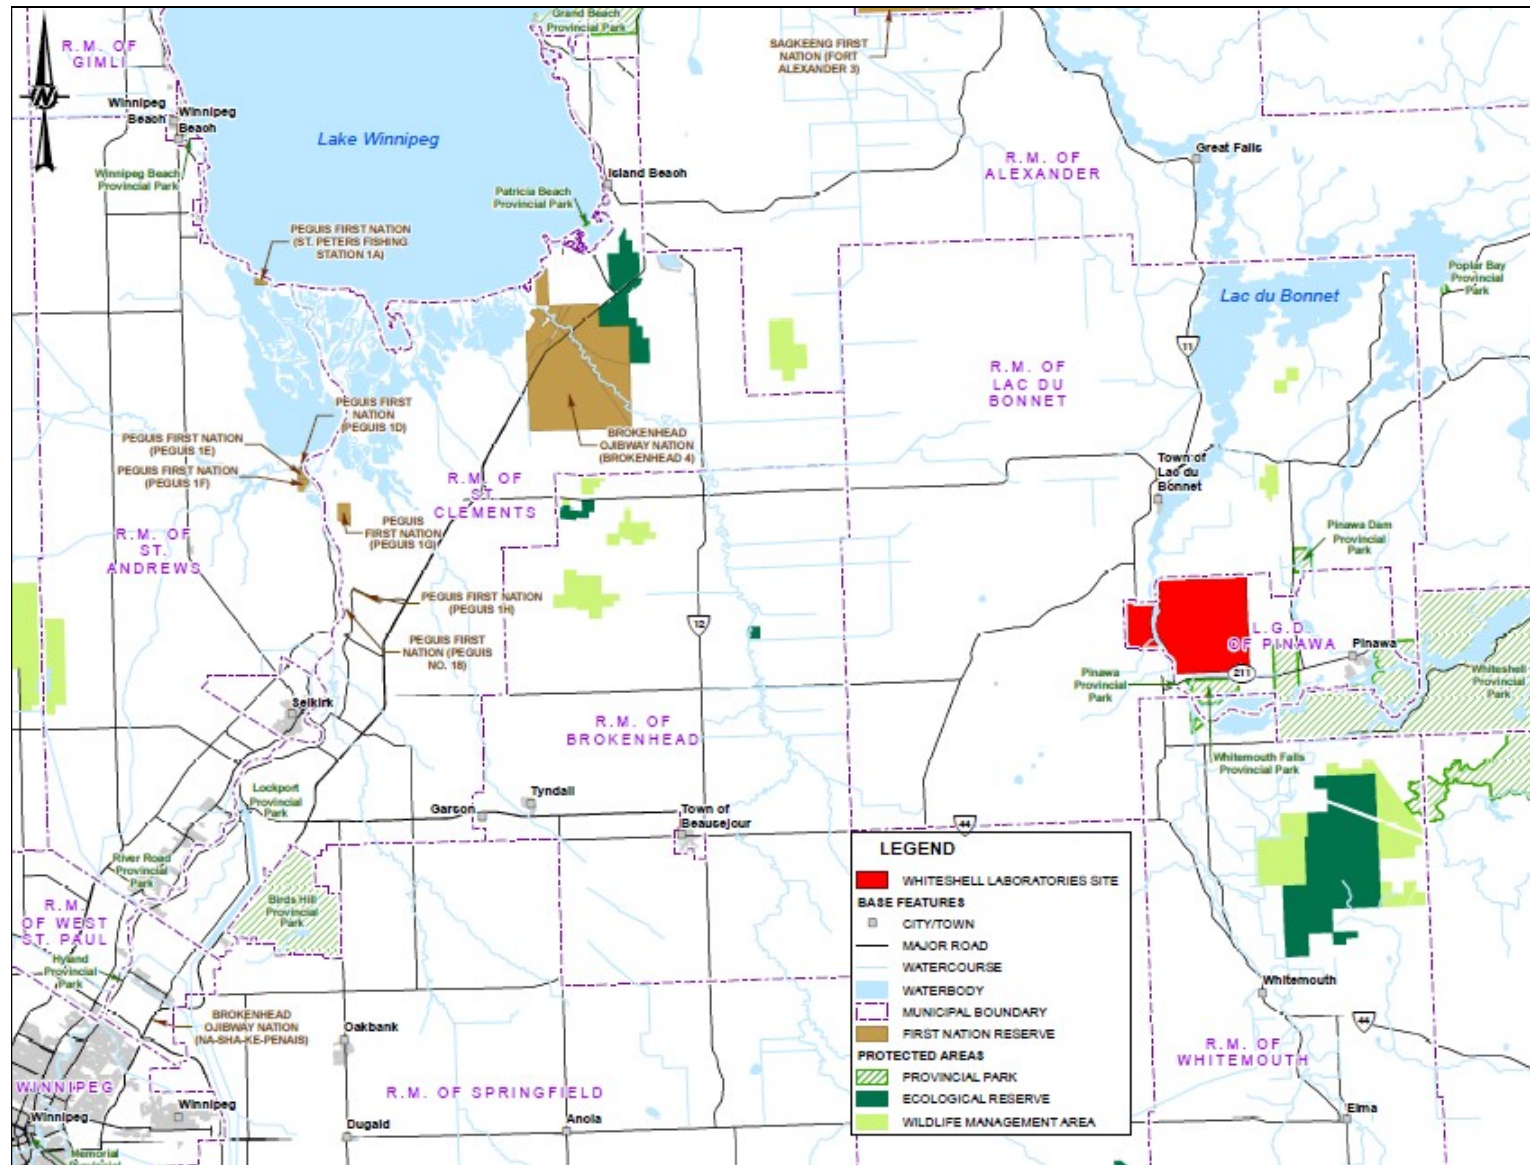 Grand Beach
Provincial Park
R.M. OF
GIMLI
SAGKEENG FIRST
NATION (FORT
ALEXANDER 3)
N
Winnipeg
Beach
Winnipeg
Beach
Lake Winnipeg
Great Falls
R.M. OF
ALEXANDER
Winnipeg Beach
Provincial Park
Island Beach
Patricia Beach
Provincial Park
PEGUIS FIRST NATION
(ST. PETERS FISHING
STATION 1A)
Poplar Bay
Provincial
Park
Lac du Bonnet
11
R.M. OF
LAC DU
BONNET
PEGUIS FIRST
NATION
(PEGUIS 1D)
PEGUIS FIRST NATION
(PEGUIS 1E)
PEGUIS FIRST NATION
(PEGUIS 1F)
BROKENHEAD
OJIBWAY NATION
(BROKENHEAD 4)
Town of
Lac du
Bonnet
R.M. OF
ST.
CLEMENTS
PEGUIS
FIRST NATION
(PEGUIS 1G)
R.M. OF
ST.
ANDREWS
Pinawa Dam
Provincial
Park
PEGUIS FIRST NATION
(PEGUIS 1H)
12
L.G.D.
OF PINAWA
Pinawa
PEGUIS FIRST
NATION (PEGUIS
NO. 1B)
211
Pinawa
Provincial
Park
Whiteshell
Provincial
Park
Selkirk
R.M. OF
BROKENHEAD
Whitemouth Falls
Provincial Park
Lockport
Provincial
Park
Garson
Tyndall
Town of
Beausejour
44
River Road
Provincial
Park
Birds Hill
Provincial
Park
R.M.
OF WEST
ST. PAUL
Hyland
Provincial
Park
LEGEND
WHITESHELL LABORATORIES SITE
BASE FEATURES
CITY/TOWN
MAJOR ROAD
WATERCOURSE
WATERBODY
MUNICIPAL BOUNDARY
FIRST NATION RESERVE
PROTECTED AREAS
PROVINCIAL PARK
ECOLOGICAL RESERVE
WILDLIFE MANAGEMENT AREA
Whitemouth
44
BROKENHEAD
OJIBWAY NATION
(NA-SHA-KE-PENAIS)
Oakbank
R.M. OF
WHITEMOUTH
WINNIPEG
R.M. OF SPRINGFIELD
Winnipeg
Winnipeg
Dugald
Anola
Elma
Memorial
Provincial